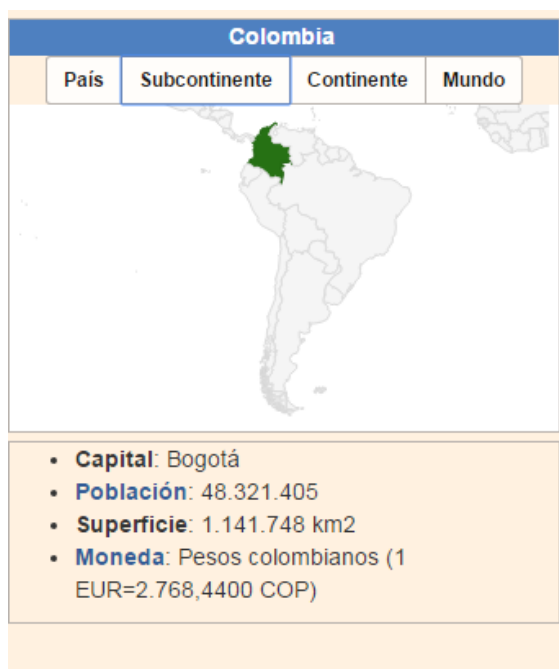 Colombia
País Subcontinente Continente Mundo
Capital: Bogotá
Población: 48.321.405
Superficie: 1.141.748 km2
Moneda: Pesos colombianos (1
EUR=2.768,4400 COP)